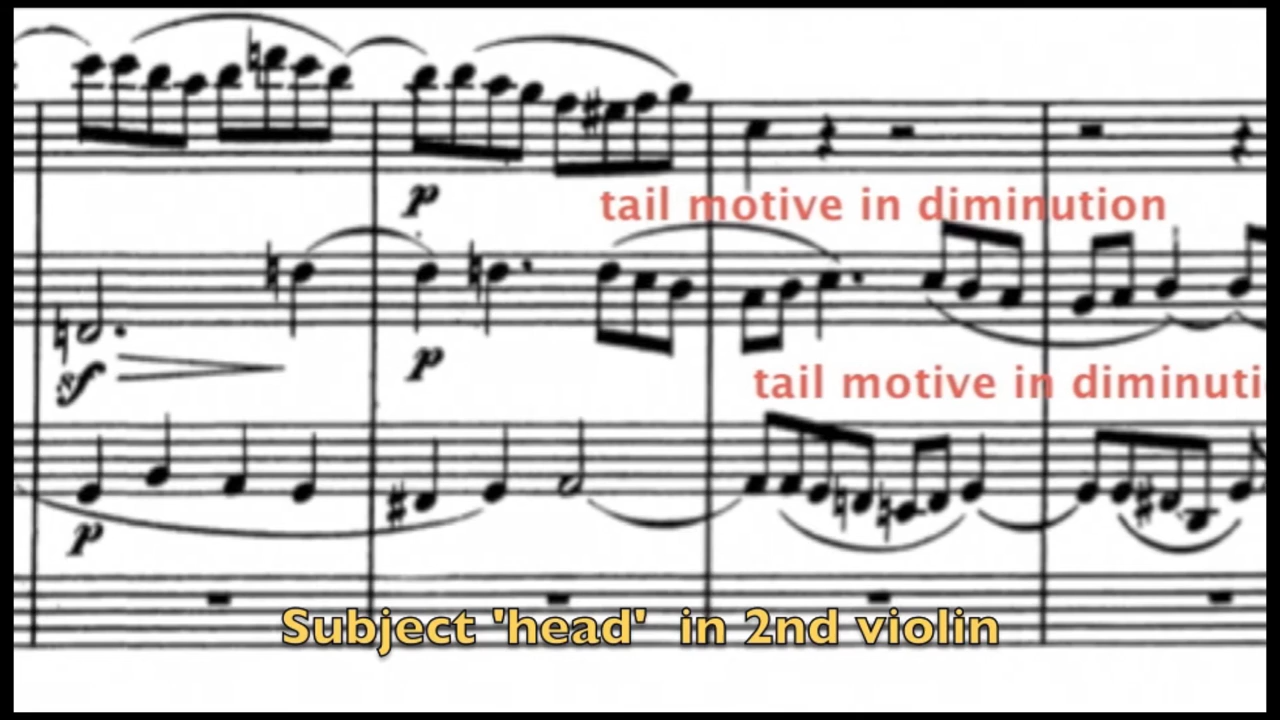 p
tail motive in diminution
sf
p
tail motive in diminuti
p
Subject 'head' in 2nd violin